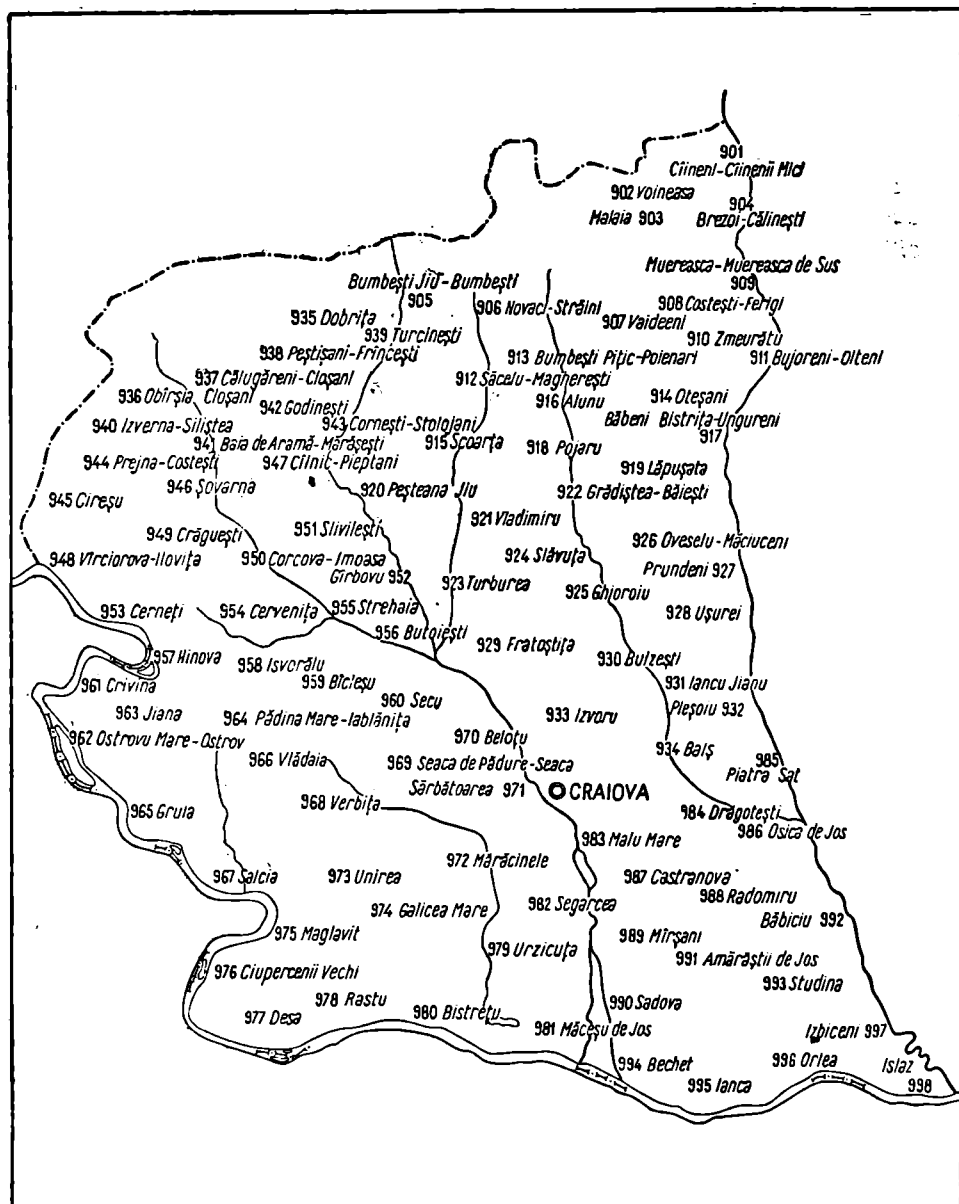 901
Cîineni-Cîinenii Mici
902 Voineasa
904
Malaia 903
Brezoi-Călinești
Muereasca-Muereasca de Sus
909
Bumbești Jiu-Bumbești
905
906 Novaci-Străini
908 Costești-Ferigi
935 Dobrița
907 Vaideeni
939 Turcinești
910 Zmeurătu
938 Peștișani-Frîncești
913 Bumbești Pițic-Poienari
911 Bujoreni-Olteni
937 Călugăreni-Cloșani
912 Săcelu-Magherești
936 Obîrșia Cloșani
916 Alunu
914 Otešani
942 Godinești
943 Cornești-Stolojani
Băbeni Bistrița-Ungureni
917
940 Izverna-Siliștea
941 Baia de Aramă-Mărășești
915 Scoarța
918 Pojaru
944 Prejna-Costești
947 Cîlnic-Pieptani
919 Lăpușata
946 Șovarna
920 Peșteana Jiu
922 Grădiștea-Băiești
945 Cireșu
921 Vladimiru
951 Slivilești
949 Crăguești
926 Oveselu-Măciuceni
948 Vîrciorova-Ilovița
950 Corcova-Jmoasa
924 Slăvuța
Gîrbovu 952
923 Turburea
Prundeni 927
925 Ghioroiu
953 Cerneți
954 Cervenița
955 Strehaia
928 Ușurei
956 Butoiești
929 Fratoștița
957 Hinova
958 Isvorălu
930 Bulzești
959 Bîcleșu
961 Crivina
931 Iancu Jianu
960 Secu
963 Jiana
964 Pădina Mare-Iablănița
933 Izvoru
Pleșoiu 932
962 Ostrovu Mare-Ostrov
970 Beloțu
934 Balș
966 Vlădaia
969 Seaca de Pădure-Seaca
985
Piatra Sat
Sărbătoarea 971
CRAIOVA
965 Gruia
968 Verbița
984 Drăgotești
986 Osica de Jos
983 Malu Mare
972 Mărăcinele
967 Salcia
973 Unirea
987 Castranova
988 Radomiru
974 Galicea Mare
982 Segarcea
Băbiciu 992
975 Maglavit
989 Mîrșani
979 Urzicuța
991 Amărăștii de Jos
976 Ciupercenii Vechi
993 Studina
978 Rastu
990 Sadova
977 Desa
980 Bistrețu
981 Măceșu de Jos
Izbiceni 997
994 Bechet
996 Orlea
Islaz
998
995 Ianca